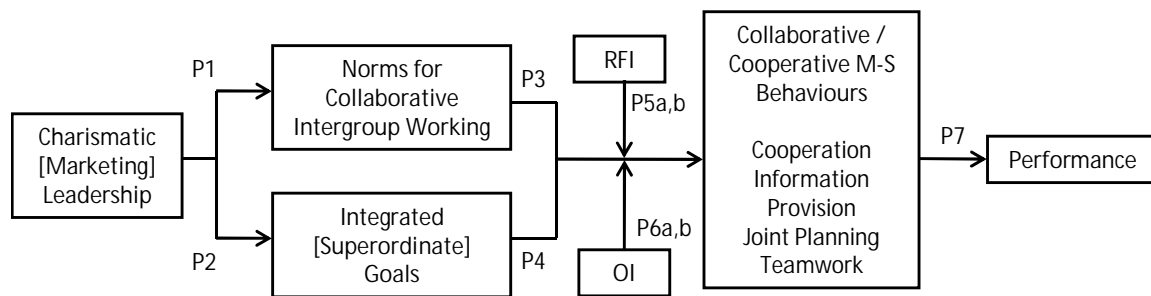 Charismatic
[Marketing]
Leadership
P1
P2
Norms for
Collaborative
Intergroup Working
Integrated
[Superordinate]
Goals
P3
P4
RFI
P5a,b
P6a,b
OI
Collaborative /
Cooperative M-S
Behaviours
Cooperation
Information
Provision
Joint Planning
Teamwork
P7
Performance